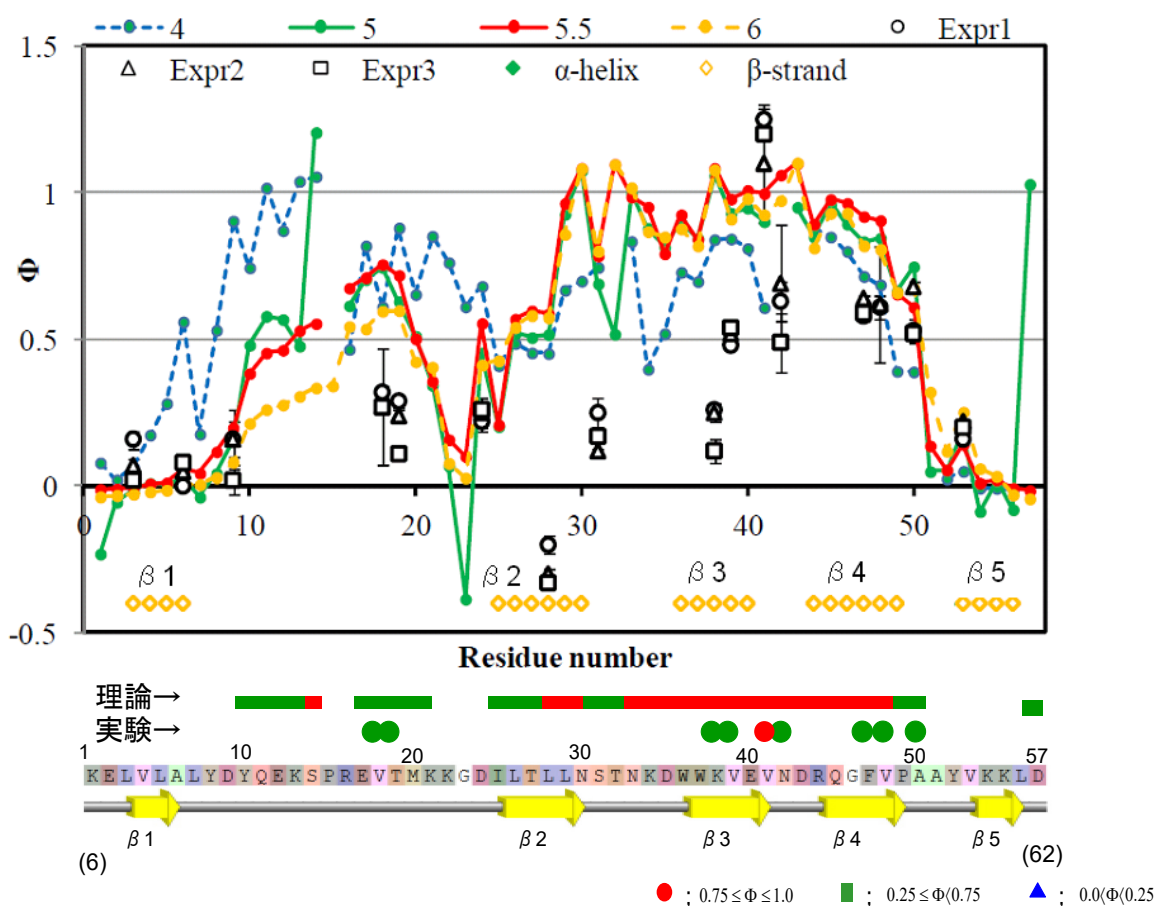 4 5 5.5 6 Expr1
1.5
Expr2 Expr3 α-helix β-strand
1
Φ
0.5
0
0 10 20 30 40 50
β1 β2 β3 β4 β5
-0.5
Residue number
理論→
実験→
1 10 20 30 40 50 57
KELVLALYDYQEKSPREVTMKKGDILTLLNSTNKDWWKVEVNDRQGFVPAAYVKKLD
β1 β2 β3 β4 β5
(6) (62)
; 0.75≤Φ≤1.0 ; 0.25≤Φ⟨0.75 ; 0.0⟨Φ⟨0.25